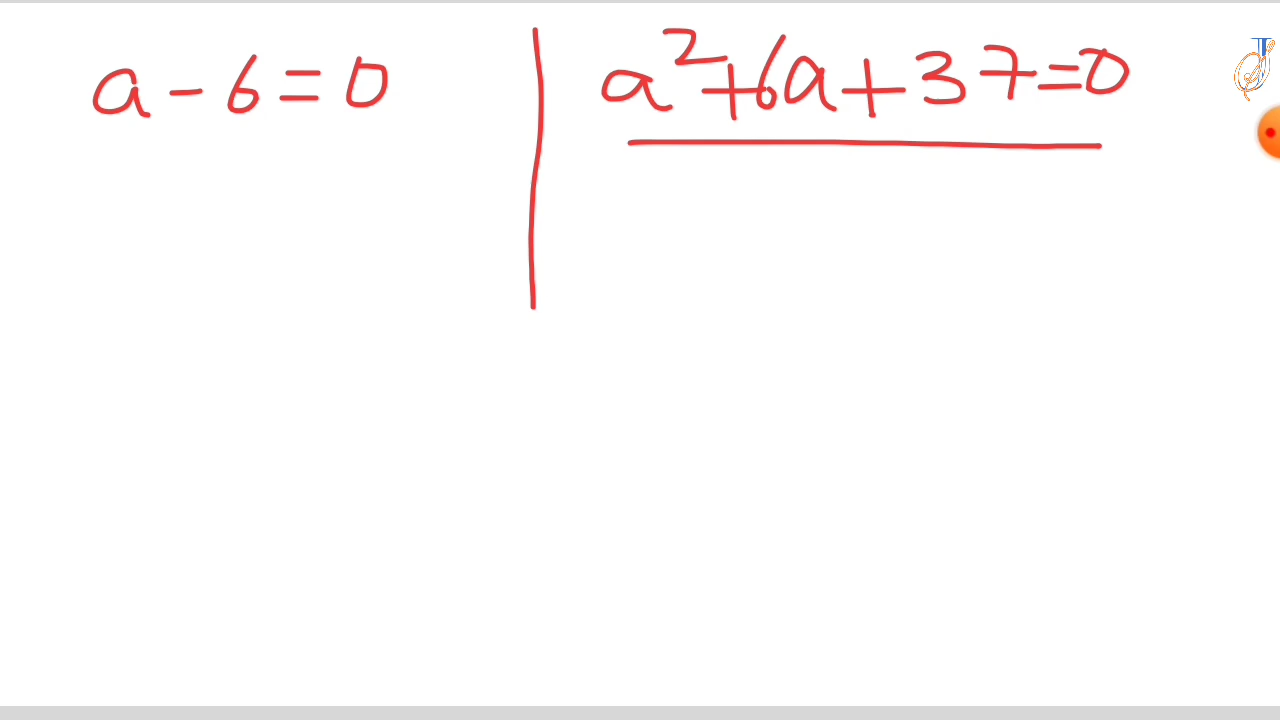 a - 6 = 0
a²+6a+37=0